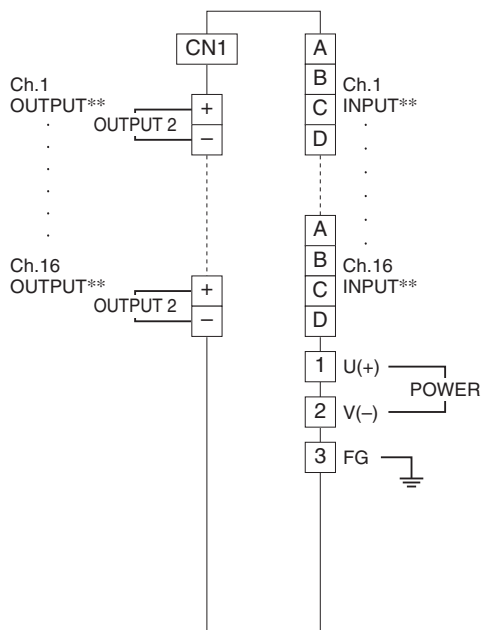 CN1
Ch.1
OUTPUT**
OUTPUT 2
+
–
Ch.16
OUTPUT**
OUTPUT 2
+
–
A
B
C
D
Ch.1
INPUT**
A
B
C
D
Ch.16
INPUT**
1 U(+)
2 V(–)
POWER
3 FG